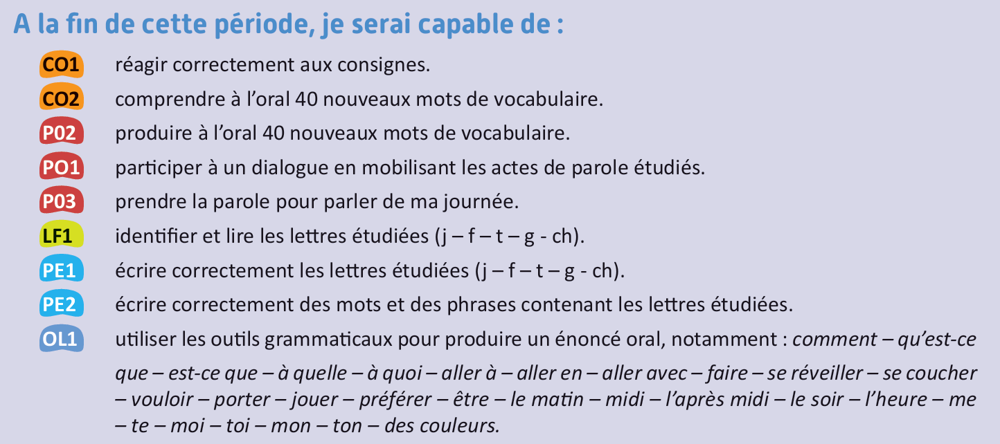 A la fin de cette période, je serai capable de :
CO1 réagir correctement aux consignes.
CO2 comprendre à l'oral 40 nouveaux mots de vocabulaire.
P02 produire à l'oral 40 nouveaux mots de vocabulaire.
PO1 participer à un dialogue en mobilisant les actes de parole étudiés.
P03 prendre la parole pour parler de ma journée.
LF1 identifier et lire les lettres étudiées (j – f – t – g - ch).
PE1 écrire correctement les lettres étudiées (j – f – t – g - ch).
PE2 écrire correctement des mots et des phrases contenant les lettres étudiées.
OL1 utiliser les outils grammaticaux pour produire un énoncé oral, notamment : comment – qu'est-ce
que – est-ce que – à quelle – à quoi – aller à – aller en – aller avec – faire – se réveiller – se coucher
– vouloir – porter – jouer – préférer – être – le matin – midi – l'après midi – le soir – l'heure – me
– te – moi – toi – mon – ton – des couleurs.